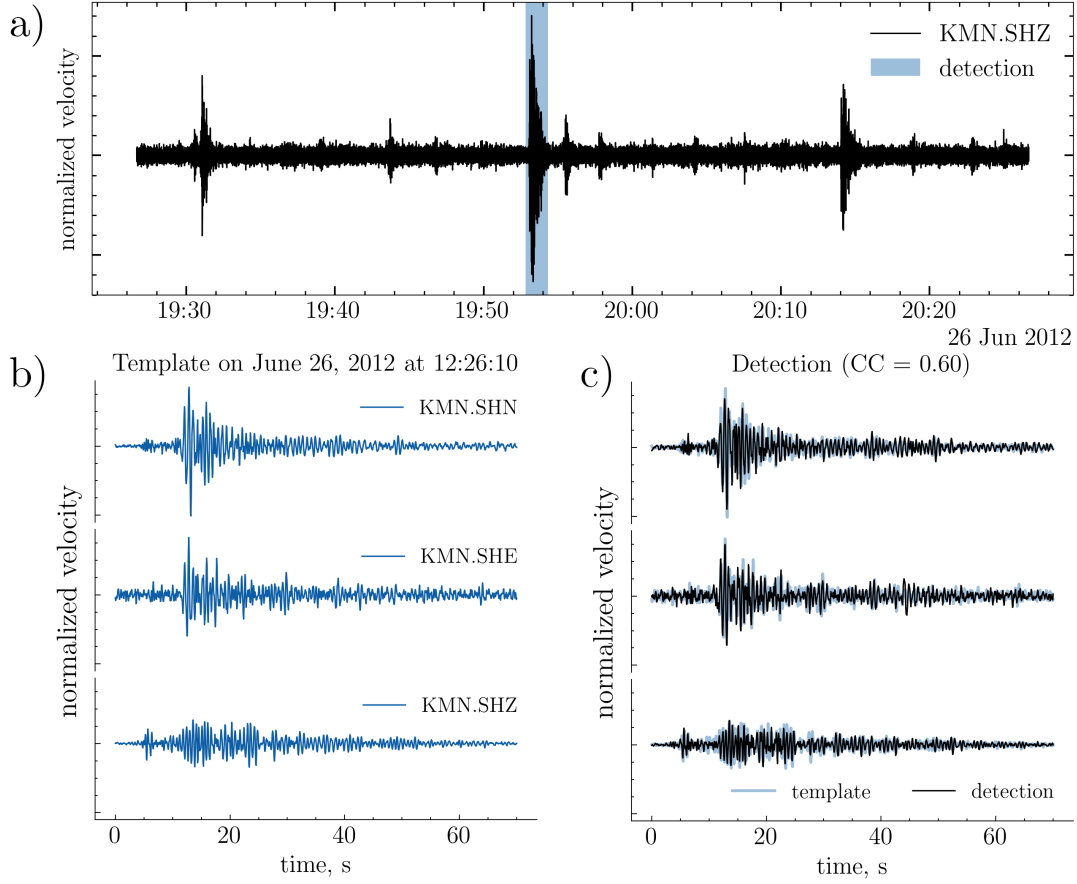 a)
normalized velocity
KMN.SHZ
detection
19:30 19:40 19:50 20:00 20:10 20:20
26 Jun 2012
b)
Template on June 26, 2012 at 12:26:10
normalized velocity
KMN.SHN
KMN.SHE
KMN.SHZ
0 20 40 60
time, s
c)
Detection (CC = 0.60)
normalized velocity
template detection
0 20 40 60
time, s